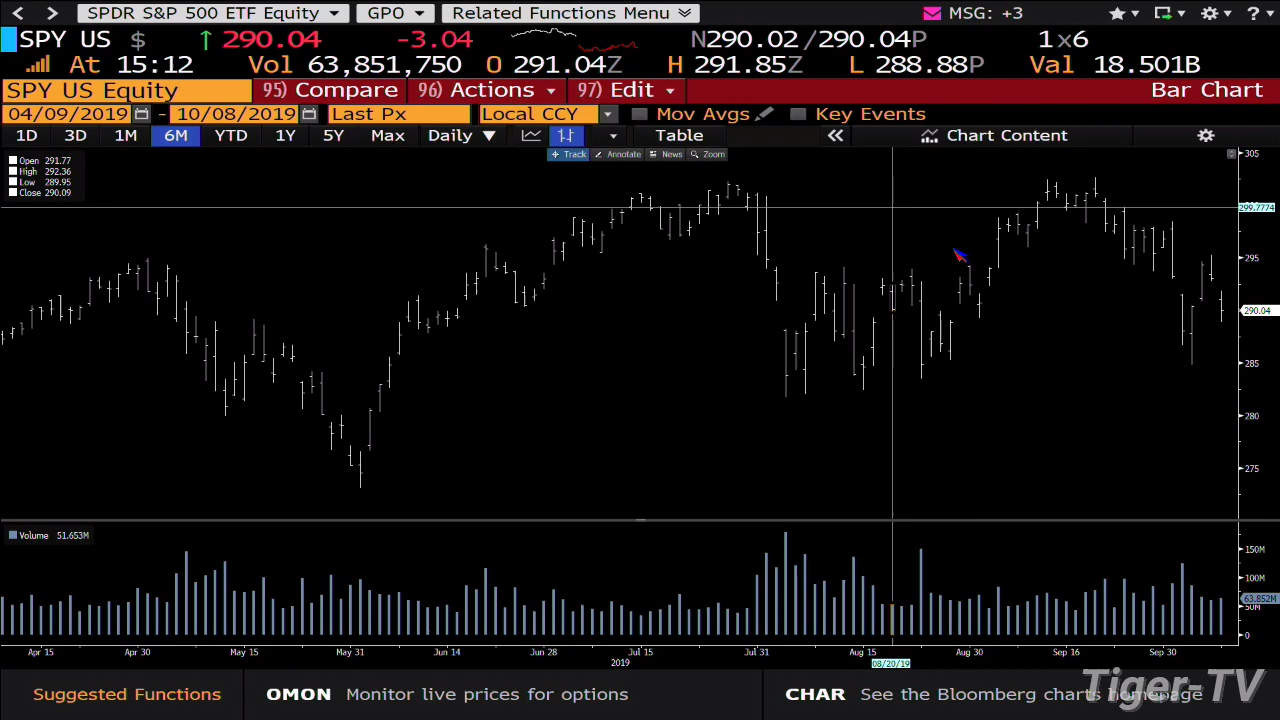 SPDR S&P 500 ETF Equity GPO Related Functions Menu MSG: +3 ?
SPY US $ ↑ 290.04 -3.04 N290.02/290.04P 1x6
At 15:12 Vol 63,851,750 O 291.04Z H 291.85Z L 288.88P Val 18.501B
SPY US Equity 95) Compare 96) Actions 97) Edit Bar Chart
04/09/2019 - 10/08/2019 Last Px Local CCY Mov Avgs Key Events
1D 3D 1M 6M YTD 1Y 5Y Max Daily ▼ Table « Chart Content
Track Annotate News Zoom
Open 291.77
High 292.36
Low 289.95
Close 290.09
305
299.7774
295
290.04
285
280
275
Volume 51.653M
150M
100M
63.852M
50M
0
Apr 15 Apr 30 May 15 May 31 Jun 14 Jun 28 Jul 15 Jul 31 Aug 15 Aug 30 Sep 16 Sep 30
2019 08/20/19
Suggested Functions OMON Monitor live prices for options CHAR See the Bloomberg charts homepage
Tiger-TV